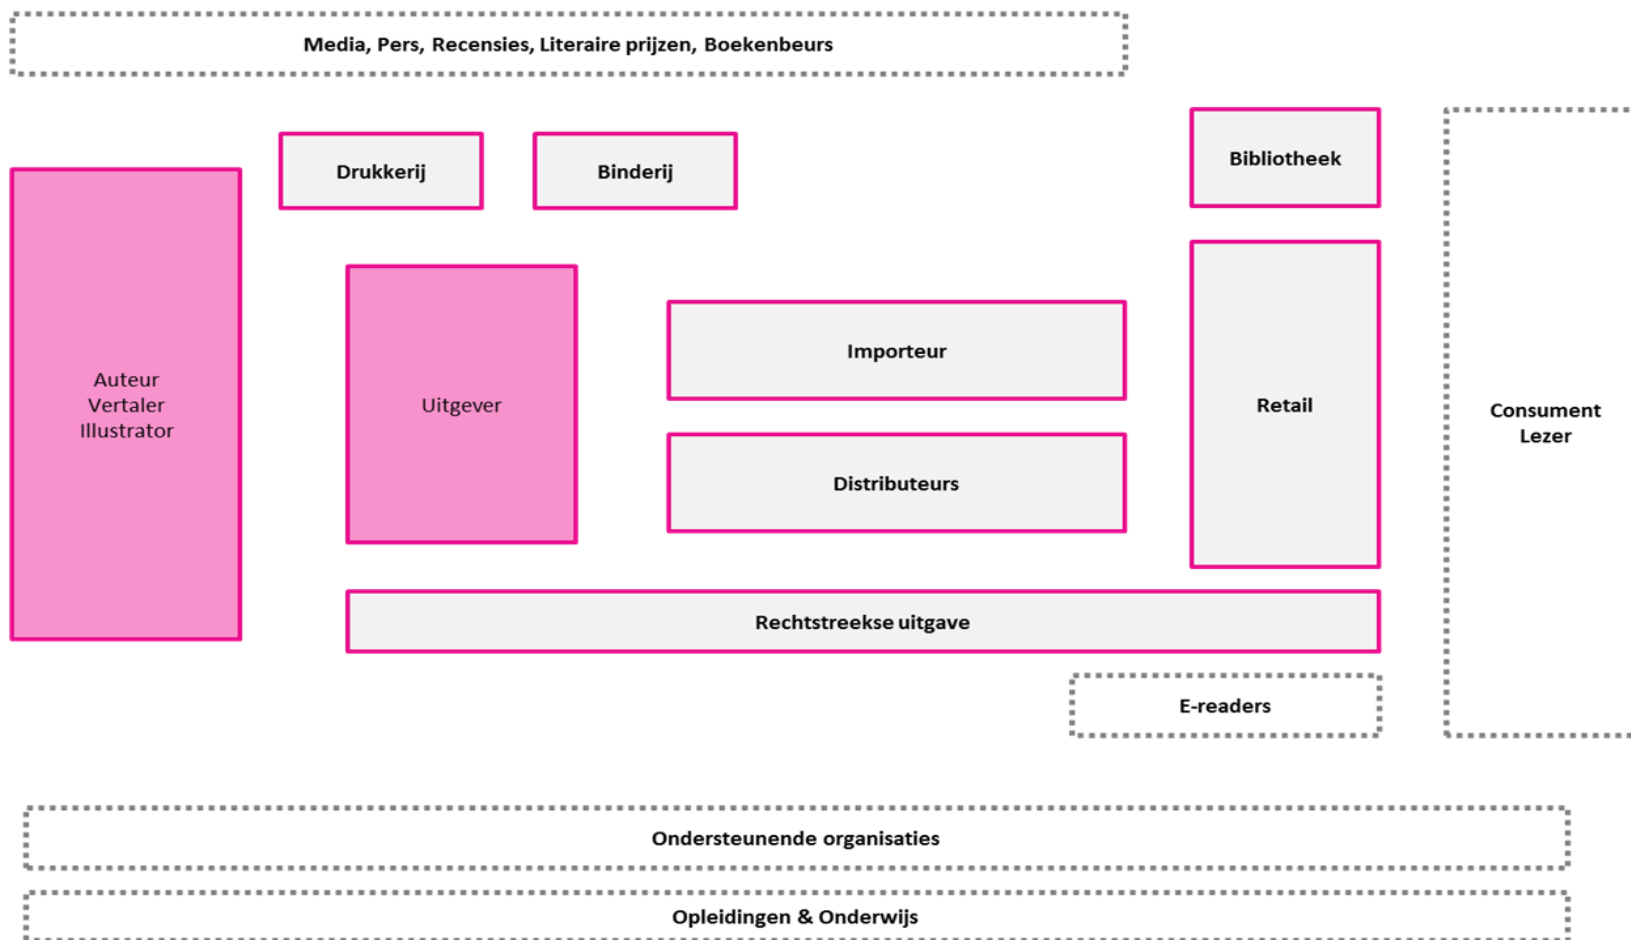 Media, Pers, Recensies, Literaire prijzen, Boekenbeurs
Drukkerij
Binderij
Bibliotheek
Auteur
Vertaler
Illustrator
Uitgever
Importeur
Distributeurs
Retail
Consument
Lezer
Rechtstreekse uitgave
E-readers
Ondersteunende organisaties
Opleidingen & Onderwijs